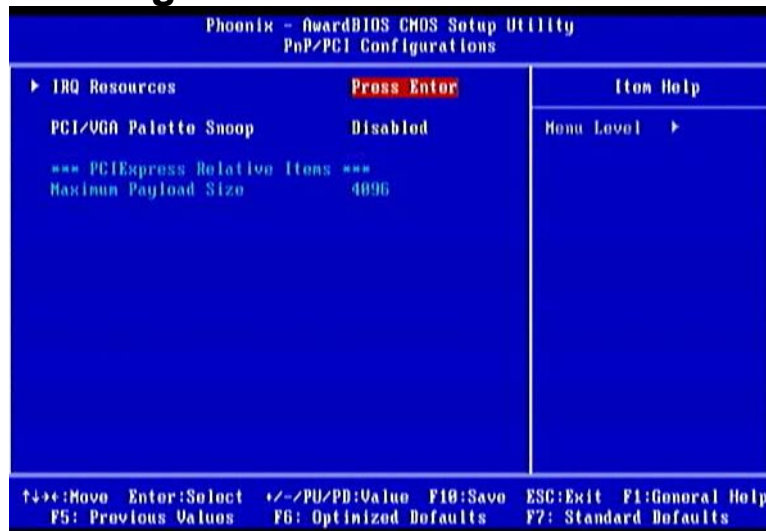 Phoenix - AwardBIOS CMOS Setup Utility
PnP/PCI Configurations
► IRQ Resources Press Enter
Item Help
PCI/VGA Palette Snoop Disabled
Menu Level ►
*** PCIExpress Relative Items ***
Maximum Payload Size 4096
↑↓→←:Move Enter:Select +/-/PU/PD:Value F10:Save ESC:Exit F1:General Help
F5: Previous Values F6: Optimized Defaults F7: Standard Defaults